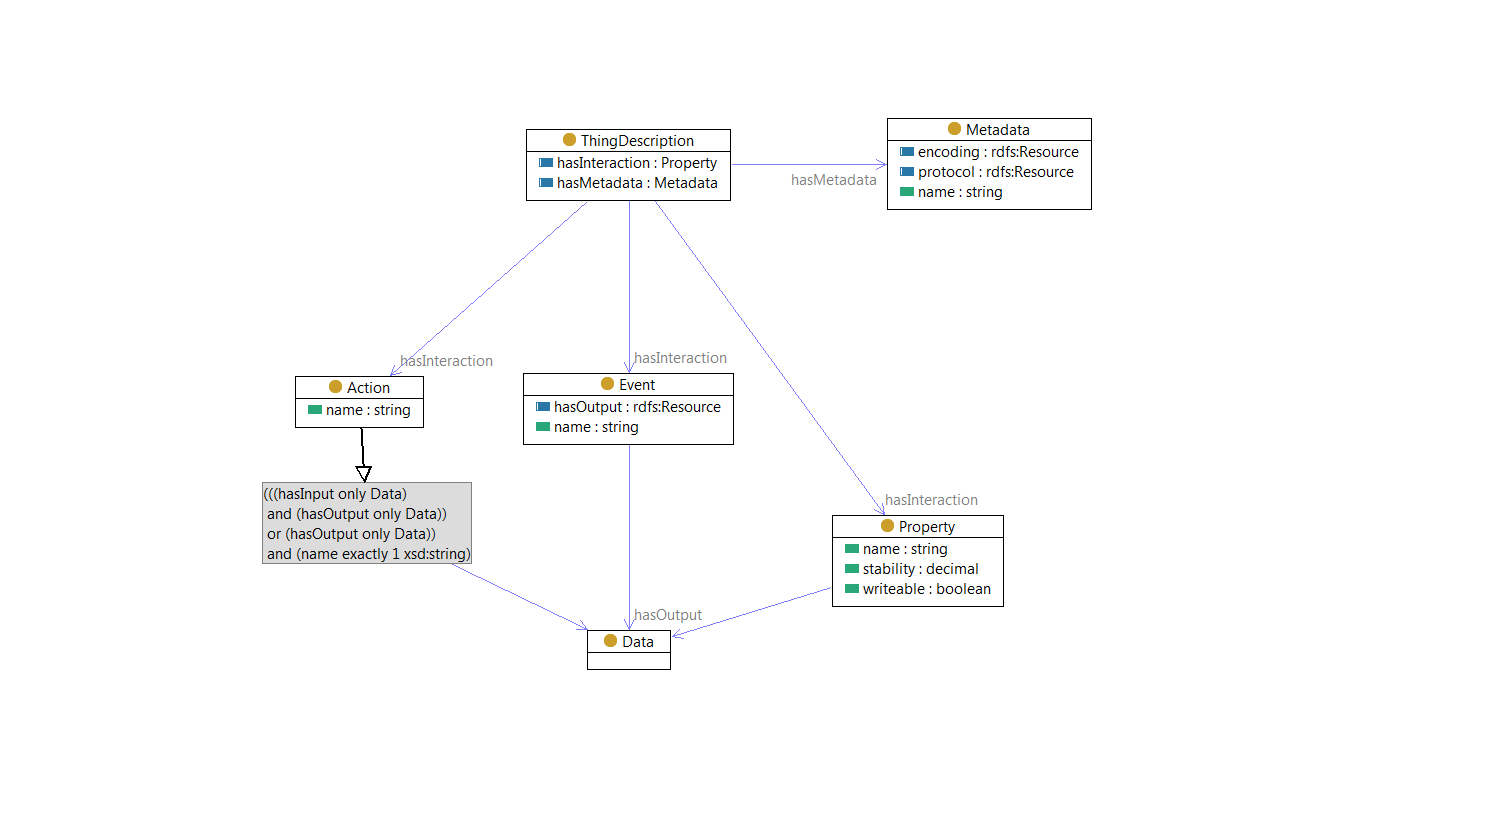 ThingDescription
hasInteraction : Property
hasMetadata : Metadata
hasMetadata
Metadata
encoding : rdfs:Resource
protocol : rdfs:Resource
name : string
hasInteraction
Action
name : string
(((hasInput only Data)
and (hasOutput only Data))
or (hasOutput only Data))
and (name exactly 1 xsd:string)
hasInteraction
Event
hasOutput : rdfs:Resource
name : string
hasInteraction
Property
name : string
stability : decimal
writeable : boolean
hasOutput
Data